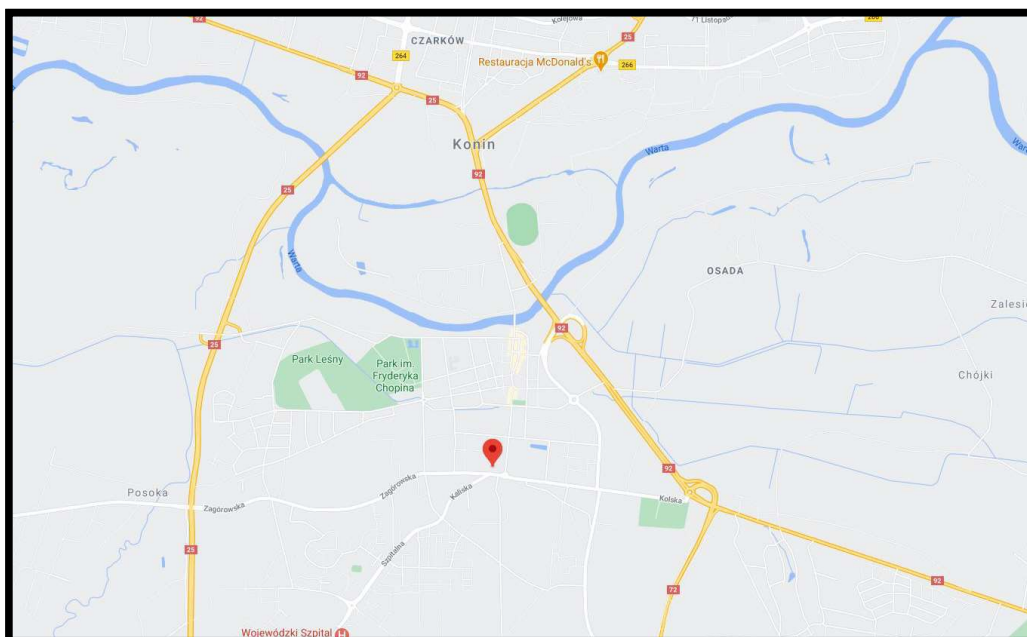 92
Kolejowa
71 Listopada
266
CZARKÓW
25
264
Restauracja McDonald's
266
92
25
Konin
Warta
Warta
92
25
Warta
OSADA
Zalesie
92
25
Park Leśny
Park im.
Fryderyka
Chopina
Chójki
92
Zagórowska
Kaliska
Kolska
Posoka
Zagórowska
Szpitalna
25
92
72
Wojewódzki Szpital H